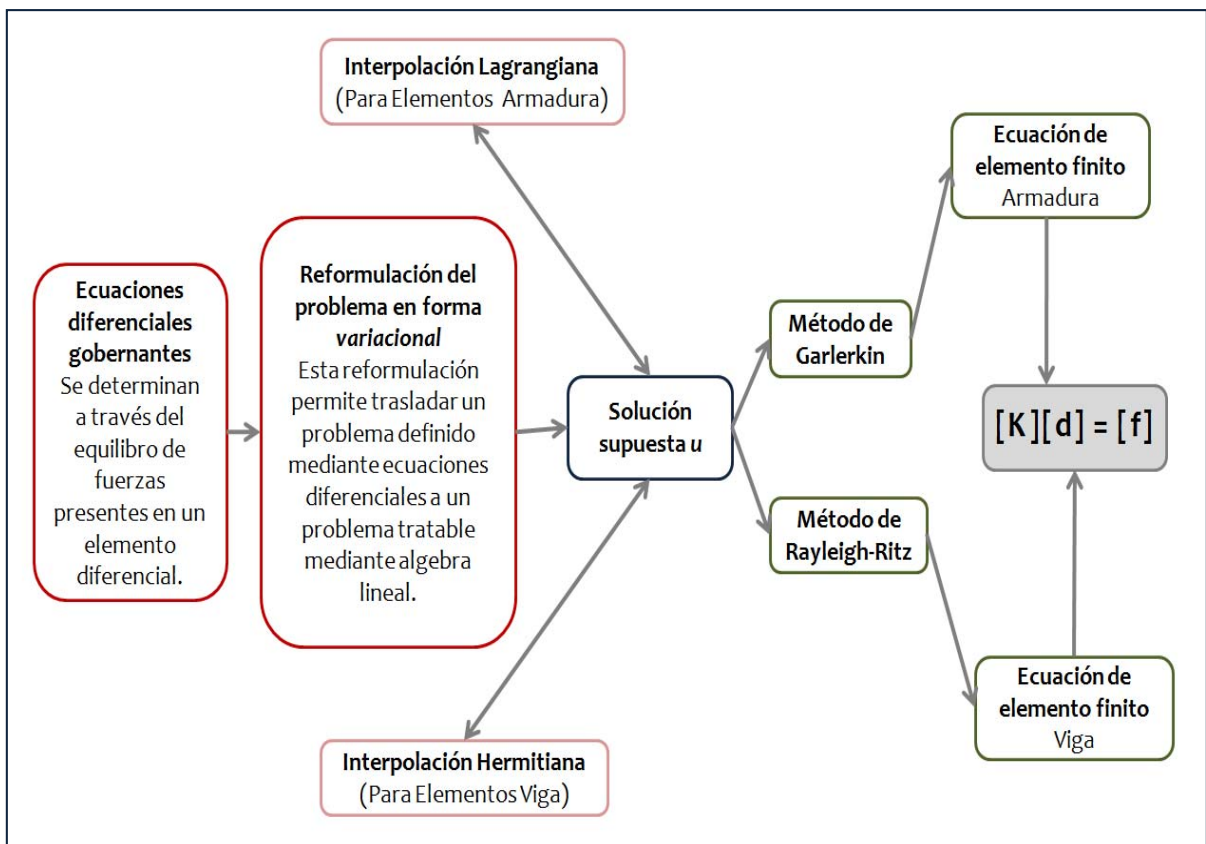 Interpolación Lagrangiana
(Para Elementos Armadura)
Ecuaciones
diferenciales
gobernantes
Se determinan
a través del
equilibro de
fuerzas
presentes en un
elemento
diferencial.
Reformulación del
problema en forma
variacional
Esta reformulación
permite trasladar un
problema definido
mediante ecuaciones
diferenciales a un
problema tratable
mediante algebra
lineal.
Solución
supuesta u
Interpolación Hermitiana
(Para Elementos Viga)
Método de
Garlerkin
Método de
Rayleigh-Ritz
Ecuación de
elemento finito
Armadura
[K][d] = [f]
Ecuación de
elemento finito
Viga